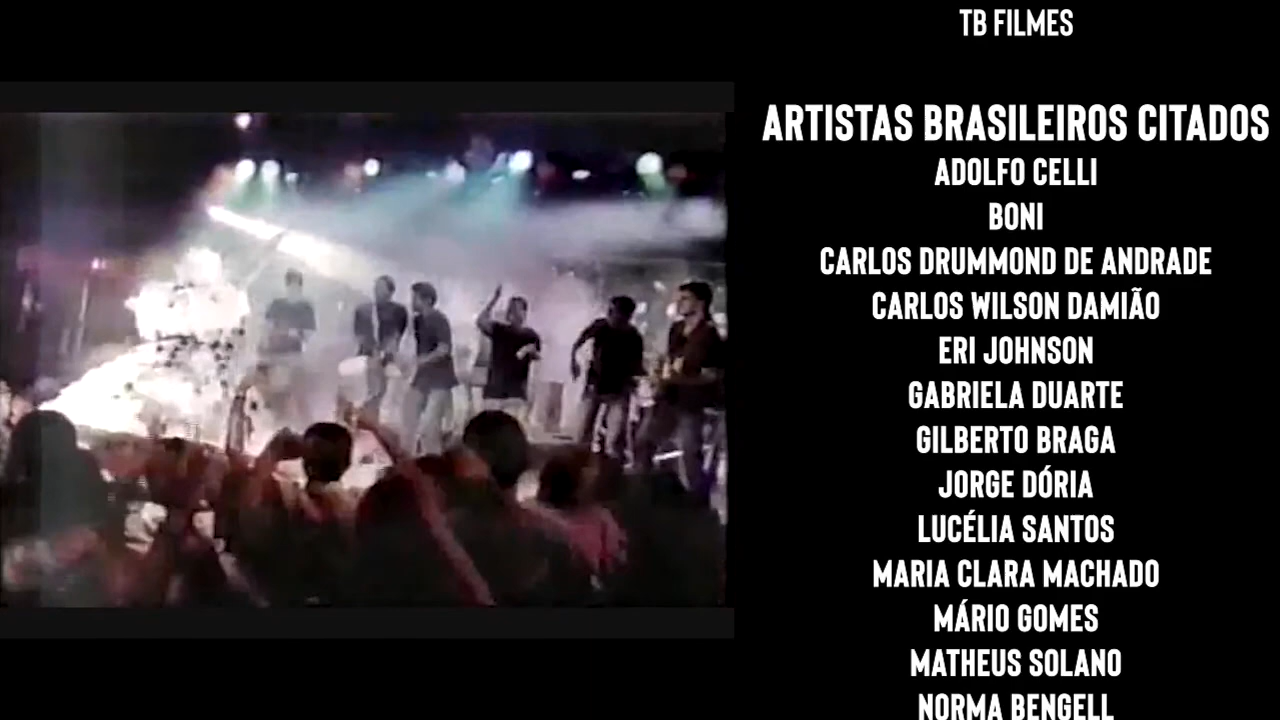 TB FILMES
ARTISTAS BRASILEIROS CITADOS
ADOLFO CELLI
BONI
CARLOS DRUMMOND DE ANDRADE
CARLOS WILSON DAMIÃO
ERI JOHNSON
GABRIELA DUARTE
GILBERTO BRAGA
JORGE DÓRIA
LUCÉLIA SANTOS
MARIA CLARA MACHADO
MÁRIO GOMES
MATHEUS SOLANO
NORMA BENGELL